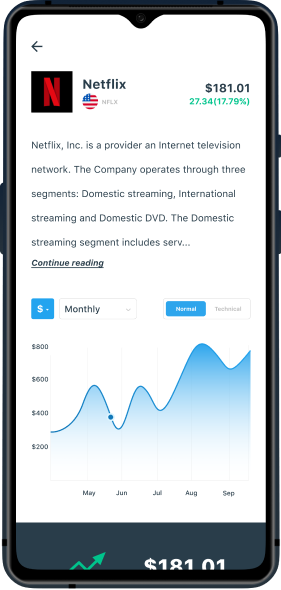 N
Netflix
NFLX
$181.01
27.34(17.79%)
Netflix, Inc. is a provider an Internet television
network. The Company operates through three
segments: Domestic streaming, International
streaming and Domestic DVD. The Domestic
streaming segment includes serv...
Continue reading
$
Monthly
Normal
Technical
$800
$600
$400
$200
May Jun Jul Aug Sep
$181.01